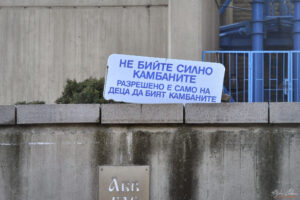 НЕ БИЙТЕ СИЛНО
КАМБАНИТЕ
РАЗРЕШЕНО Е САМО НА
ДЕЦА ДА БИЯТ КАМБАНИТЕ